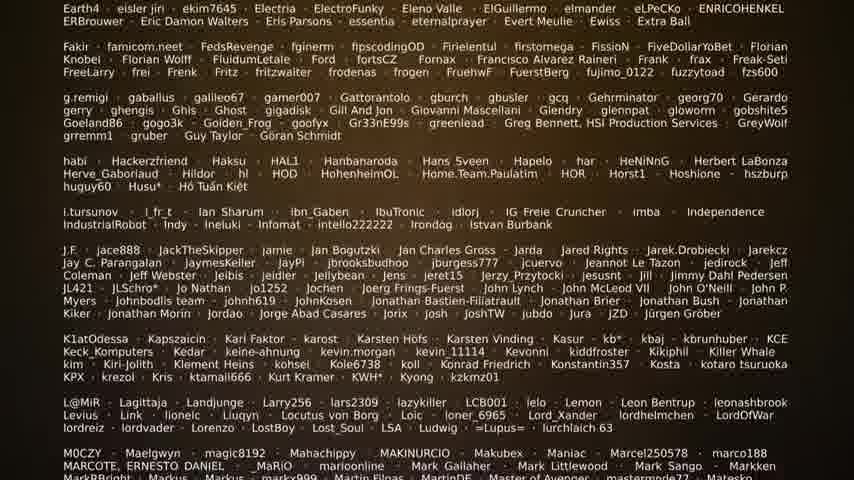 Earth4 · eisler jiri · ekim7645 · Electria · ElectroFunky · Eleno Valle · ElGuillermo · elmander · eLPeCKo · ENRICOHENKEL
ERBrouwer · Eric Damon Walters · Eris Parsons · essentia · eternalprayer · Evert Meulie · Ewiss · Extra Ball
Fakir · famicom.neet · FedsRevenge · fginerm · fipscodingOD · Firielentul · firstomega · FissioN · FiveDollarYoBet · Florian
Knobel · Florian Wolff · FluidumLetale · Ford · fortsCZ · Fornax · Francisco Alvarez Raineri · Frank · frax · Freak-Seti
FreeLarry · frei · Frenk · Fritz · fritzwaiter · frodenas · frogen · FruehwF · FuerstBerg · fujimo_0122 · fuzzytoad · fzs600
g.remigi · gaballus · galileo67 · gamer007 · Gattorantolo · gburch · gbusler · gcq · Gehrminator · georg70 · Gerardo
gerry · ghengis · Ghis · Ghost · gigadisk · Gill And Jon · Giovanni Mascellani · Glendry · glennpat · gloworm · gobshite5
Goeland86 · gogo3k · Golden_Frog · goofyx · Gr33nE99s · greenlead · Greg Bennett, HSI Production Services · GreyWolf
grremm1 · gruber · Guy Taylor · Göran Schmidt
habi · Hackerzfriend · Haksu · HAL1 · Hanbanaroda · Hans Sveen · Hapelo · har · HeNiNnG · Herbert LaBonza
Herve_Gaboriaud · Hildor · hl · HOD · HohenheimOL · Home.Team.Paulatim · HOR · Horst1 · Hoshione · hszburp
huguy60 · Husu* · Hồ Tuấn Kiệt
i.tursunov · i_fr_t · Ian Sharum · ibn_Gaben · IbuTronic · idlorj · IG Freie Cruncher · imba · Independence
IndustrialRobot · Indy · Ineluki · Infomat · intello222222 · Irondog · Istvan Burbank
J.F. · jace888 · JackTheSkipper · jamie · Jan Bogutzki · Jan Charles Gross · Jarda · Jared Rights · Jarek.Drobiecki · Jarekcz
Jay C. Parangalan · JaymesKeller · JayPi · jbrooksbudhoo · jburgess777 · jcuervo · Jeannot Le Tazon · jedirock · Jeff
Coleman · Jeff Webster · Jeibis · jeidler · Jellybean · Jens · jeret15 · Jerzy_Przytocki · jesusnt · Jill · Jimmy Dahl Pedersen
JL421 · JLSchro* · Jo Nathan · Jo1252 · Jochen · Joerg Frings-Fuerst · John Lynch · John McLeod VII · John O'Neill · John P.
Myers · Johnbodlis team · johnh619 · JohnKosen · Jonathan Bastien-Filiatrault · Jonathan Brier · Jonathan Bush · Jonathan
Kiker · Jonathan Morin · Jordao · Jorge Abad Casares · Jorix · Josh · JoshTW · jubdo · Jura · jZD · Jürgen Gröber
K1atOdessa · Kapszaicin · Karl Faktor · karost · Karsten Höfs · Karsten Vinding · Kasur · kb* · kbaj · kbrunhuber · KCE
Keck_Komputers · Kedar · keine-ahnung · kevin.morgan · kevin_11114 · Kevonni · kiddfroster · Kikiphil · Killer Whale
kim · Kiri-Jolith · Klement Heins · kohsei · Kole6738 · koll · Konrad Friedrich · Konstantin357 · Kosta · kotaro tsuruoka
KPX · krezol · Kris · ktamail666 · Kurt Kramer · KWH* · Kyong · kzkmz01
L@MiR · Lagittaja · Landjunge · Larry256 · lars2309 · lazykiller · LCB001 · lelo · Lemon · Leon Bentrup · leonashbrook
Levius · Link · lionelc · Liuqyn · Locutus von Borg · Loic · loner_6965 · Lord_Xander · lordhelmchen · LordOfWar
lordreiz · lordvader · Lorenzo · LostBoy · Lost_Soul · LSA · Ludwig · =Lupus= · lurchlaich 63
M0CZY · Maelgwyn · magic8192 · Mahachippy · MAKINURCIO · Makubex · Maniac · Marcel250578 · marco188
MARCOTE, ERNESTO DANIEL · _MaRiO · marioonline · Mark Gallaher · Mark Littlewood · Mark Sango · Markken
MarkRBright · Markus · Markus · markx999 · Martin Filgas · MartinDE · Master of Avenger · mastermode77 · Matesko